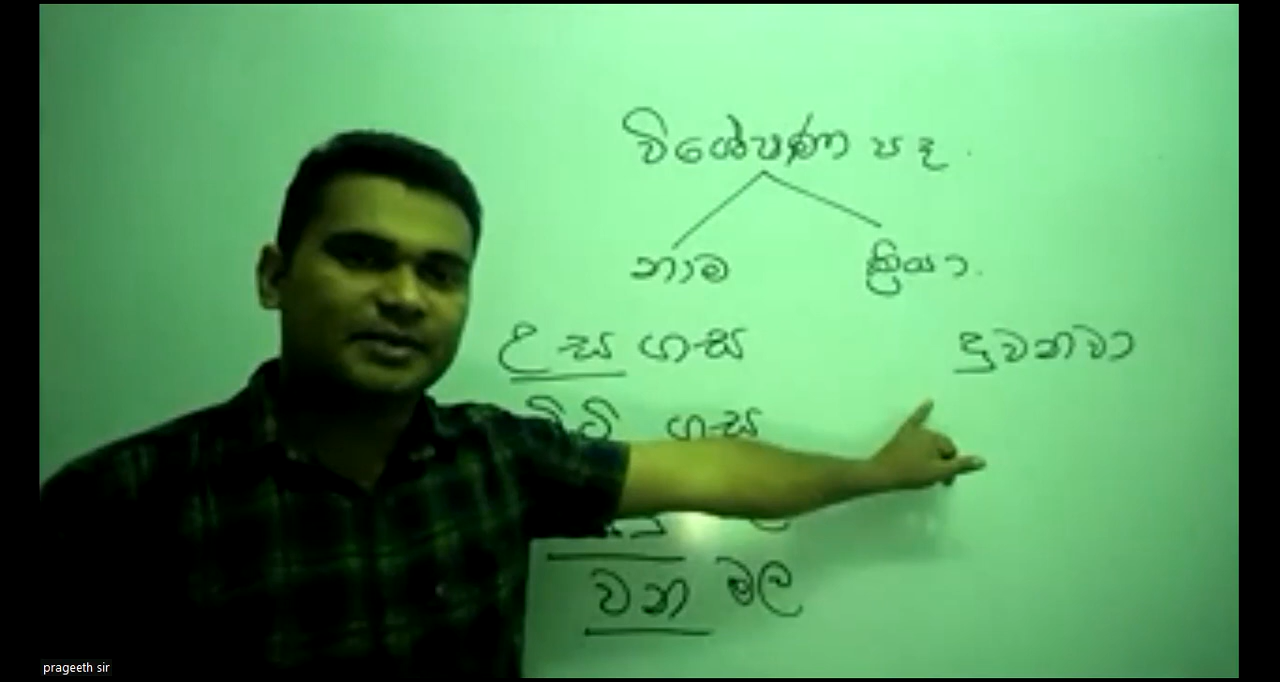 විශේෂණ පද.
නාම ක්‍රියා.
උස ගස දුවනවා
මිටි ගස
වන මල
prageeth sir